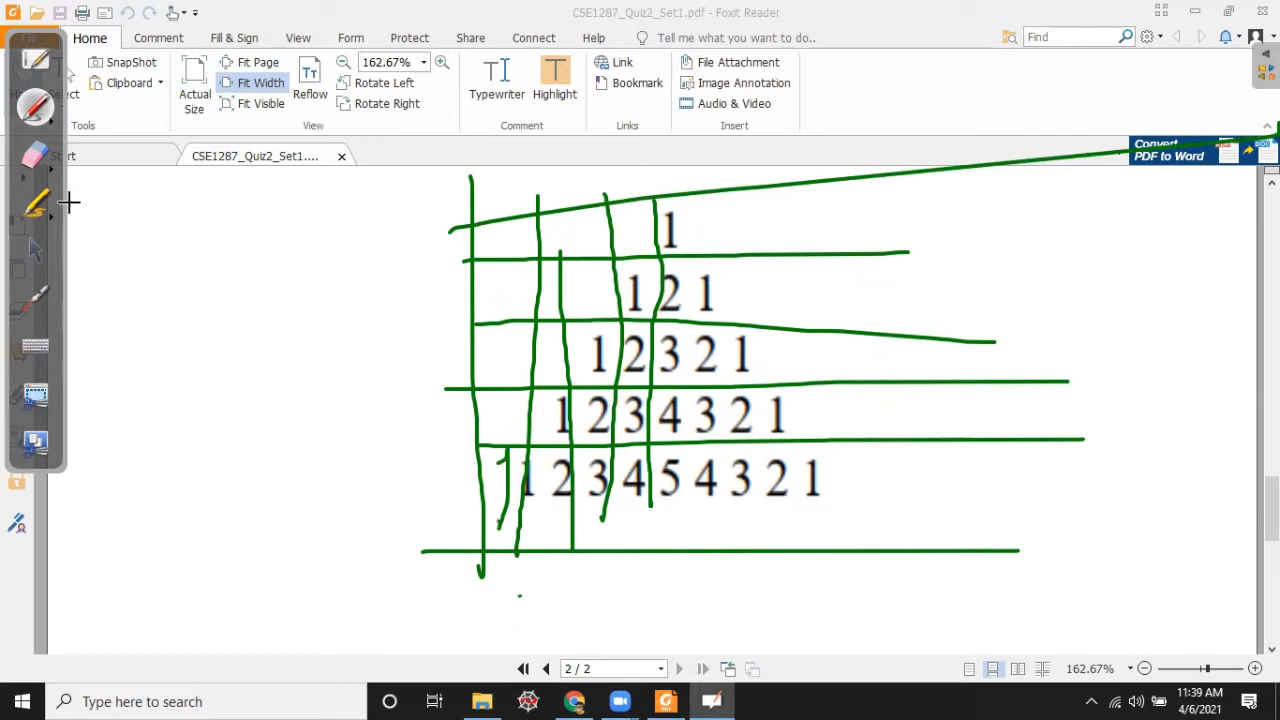 CSE1287_Quiz2_Set1.pdf - Foxit Reader
File Home Comment Fill & Sign View Form Protect Share Connect Help Tell me what you want to do.. Find
SnapShot
Clipboard
Select
Tools
Actual Size
Fit Page
Fit Width
Fit Visible
Reflow
162.67%
Rotate Left
Rotate Right
View
Typewriter
Highlight
Comment
Link
Bookmark
Links
File Attachment
Image Annotation
Audio & Video
Insert
Start CSE1287_Quiz2_Set1....
Convert
PDF to Word
1
1 2 1
1 2 3 2 1
1 2 3 4 3 2 1
1 1 2 3 4 5 4 3 2 1
2 / 2 162.67%
Type here to search
11:39 AM
4/6/2021